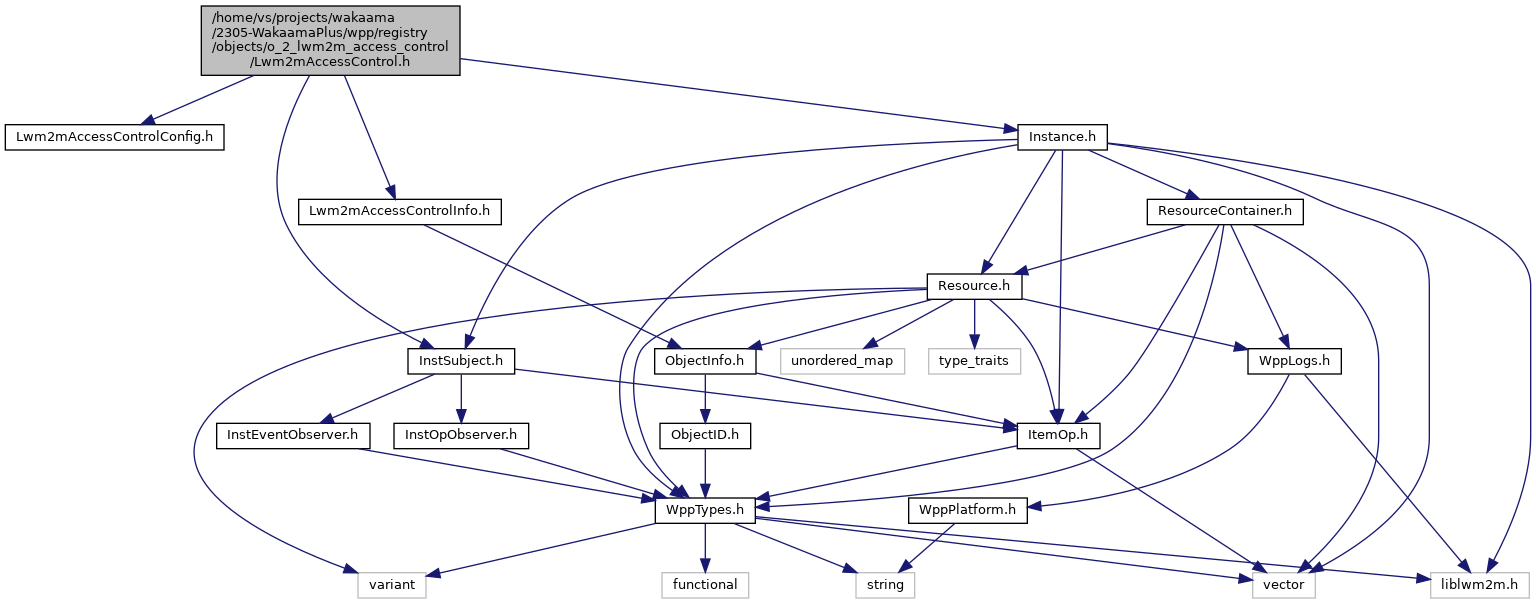 /home/vs/projects/wakaama
/2305-WakaamaPlus/wpp/registry
/objects/o_2_lwm2m_access_control
/Lwm2mAccessControl.h
Lwm2mAccessControlConfig.h
Instance.h
Lwm2mAccessControlInfo.h
ResourceContainer.h
Resource.h
InstSubject.h
ObjectInfo.h
unordered_map
type_traits
WppLogs.h
InstEventObserver.h
InstOpObserver.h
ObjectID.h
ItemOp.h
WppTypes.h
WppPlatform.h
variant
functional
string
vector
liblwm2m.h